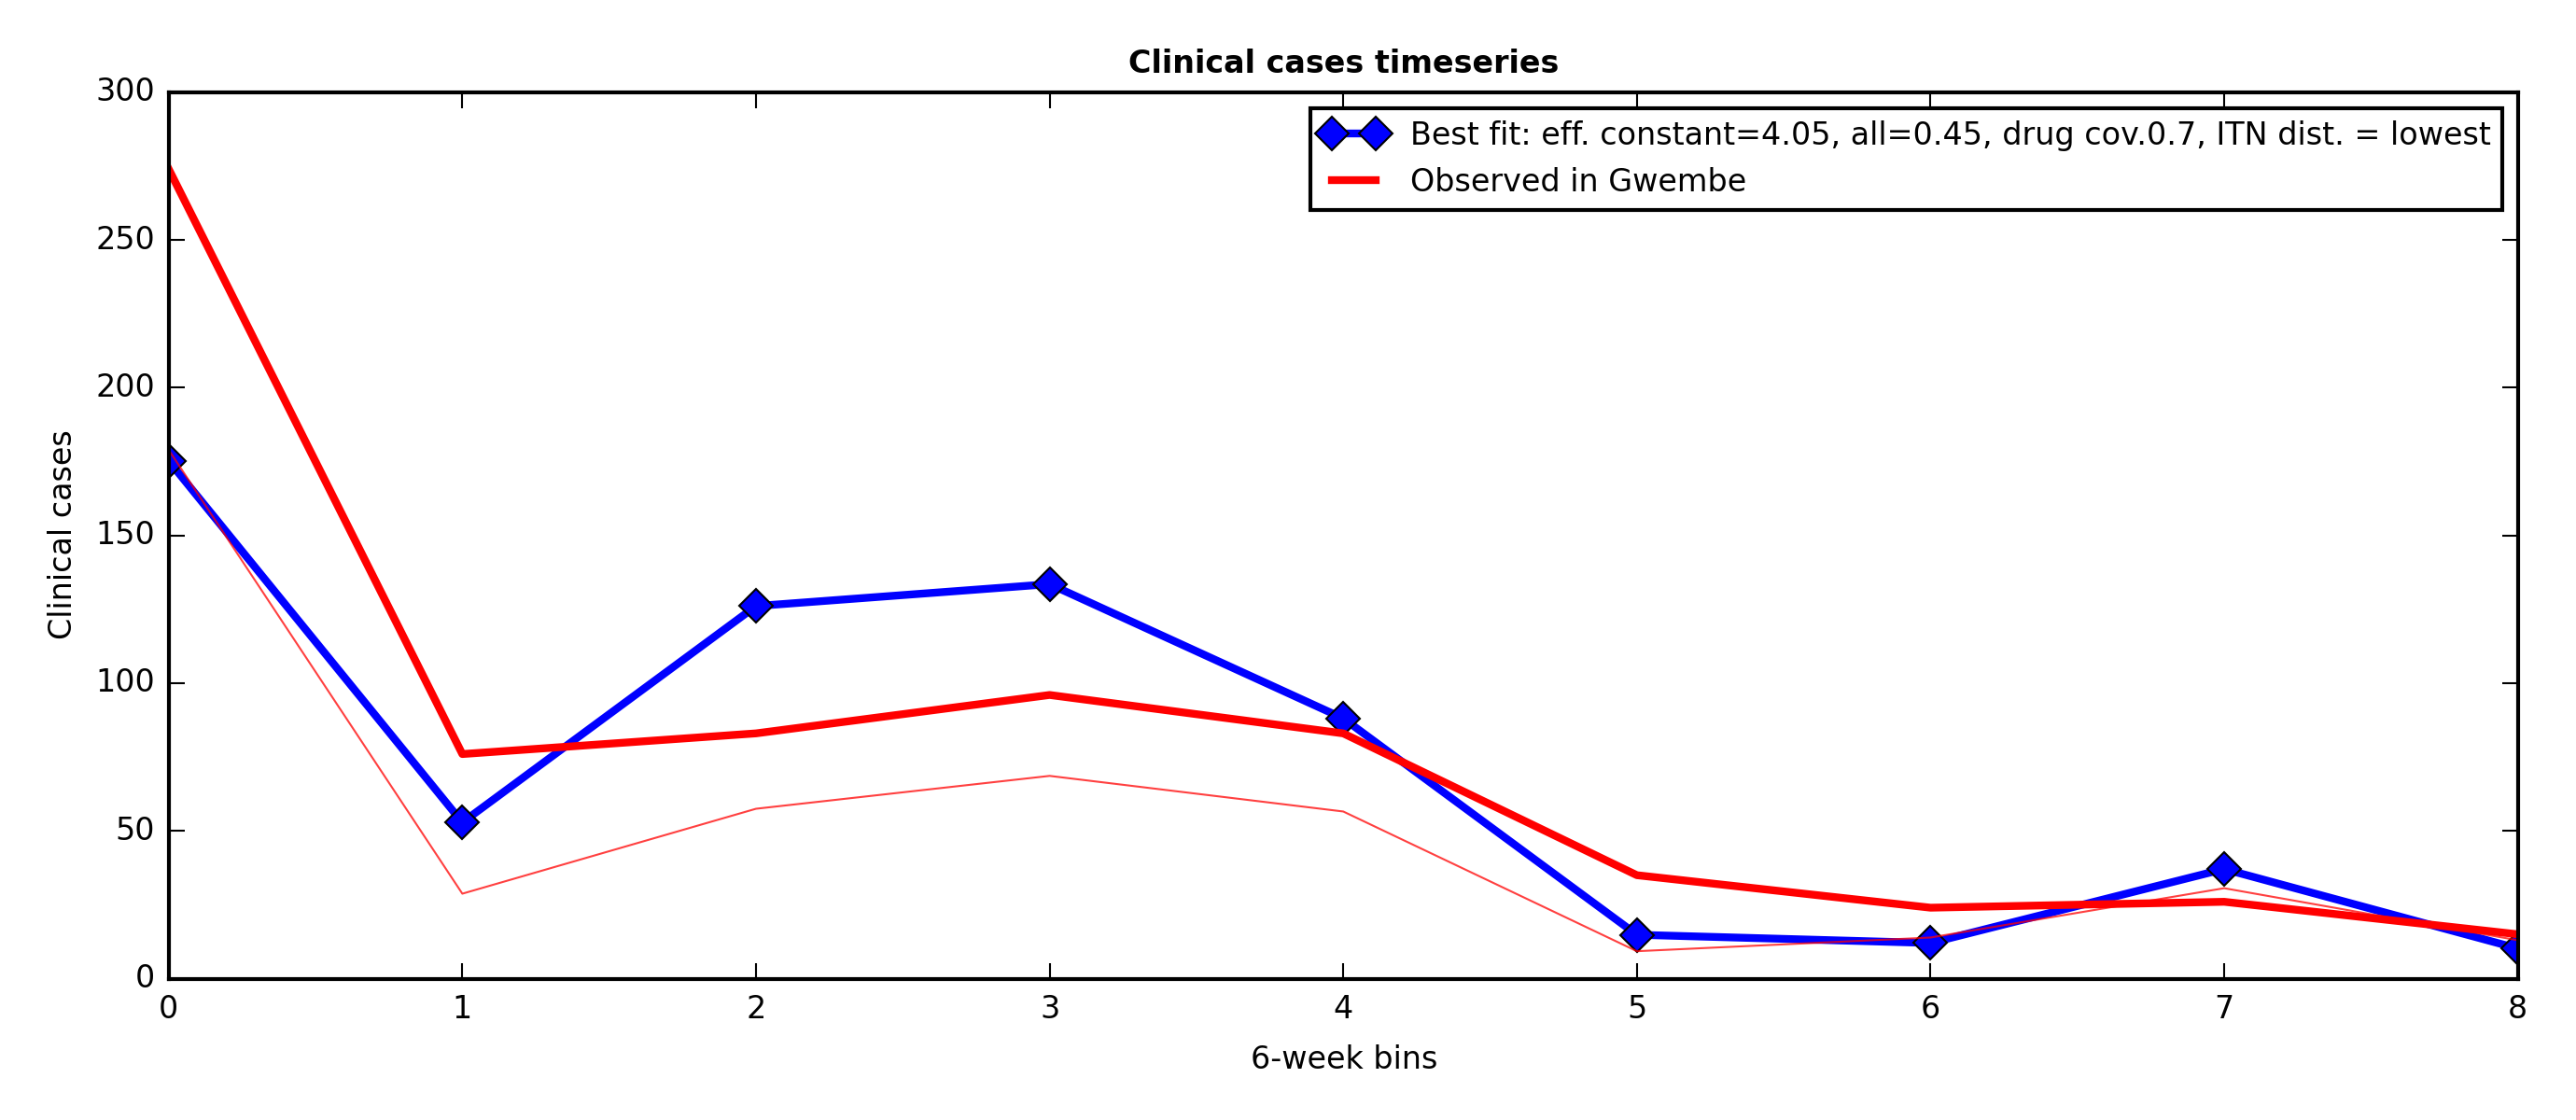 Clinical cases timeseries
300
250
200
150
100
50
0
Clinical cases
Best fit: eff. constant=4.05, all=0.45, drug cov.0.7, ITN dist. = lowest
Observed in Gwembe
0 1 2 3 4 5 6 7 8
6-week bins